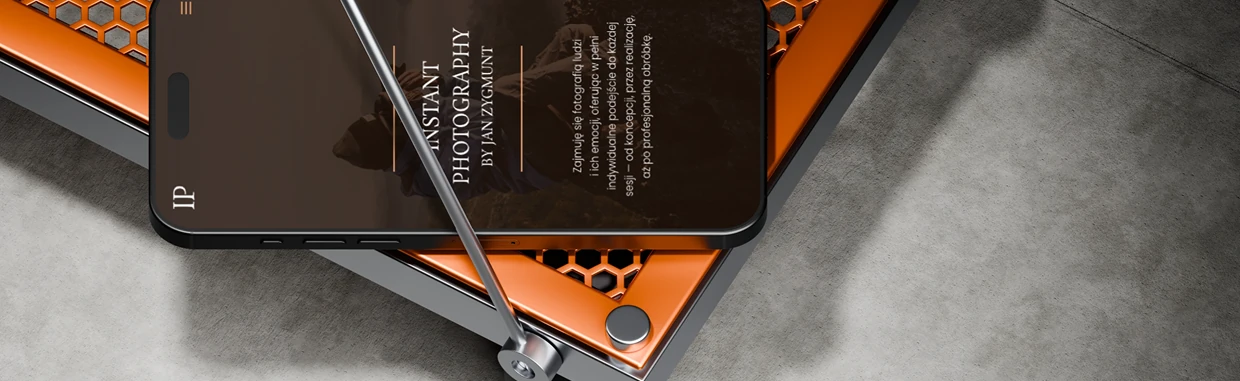 IP
INSTANT
PHOTOGRAPHY
BY JAN ZYGMUNT
Zajmuję się fotografią ludzi
i ich emocji, oferując w pełni
indywidualne podejście do każdej
sesji — od koncepcji, przez realizację,
aż po profesjonalną obróbkę.